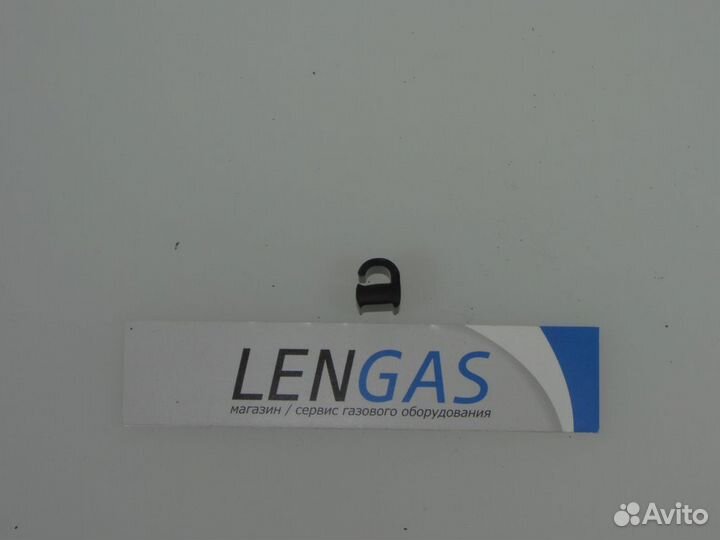 LENGAS
магазин / сервис газового оборудования
Avito